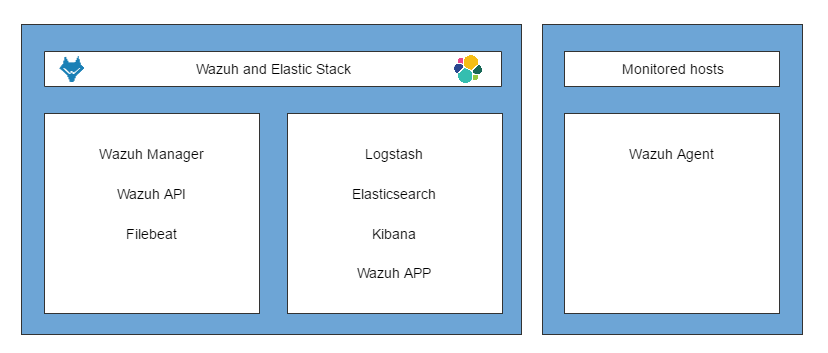 Wazuh and Elastic Stack
Wazuh Manager
Wazuh API
Filebeat
Logstash
Elasticsearch
Kibana
Wazuh APP
Monitored hosts
Wazuh Agent